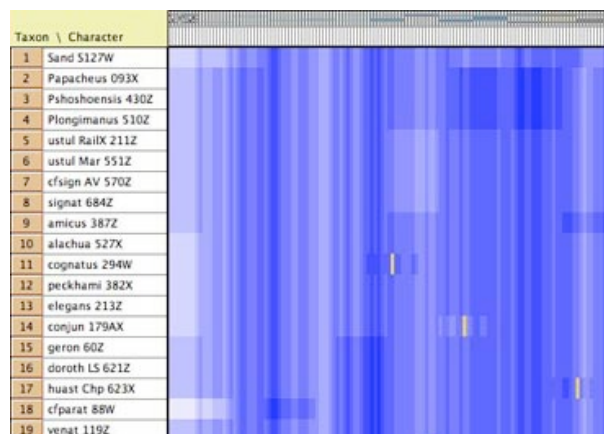 Taxon \ Character
1 Sand S127W
2 Papacheus 093X
3 Pshoshoensis 430Z
4 Plongimanus 510Z
5 ustul RailX 211Z
6 ustul Mar 551Z
7 cfsign AV 570Z
8 signat 684Z
9 amicus 387Z
10 alachua 527X
11 cognatus 294W
12 peckhami 382X
13 elegans 213Z
14 conjun 179AX
15 geron 60Z
16 doroth LS 621Z
17 huast Chp 623X
18 cfparat 88W
19 venat 119Z